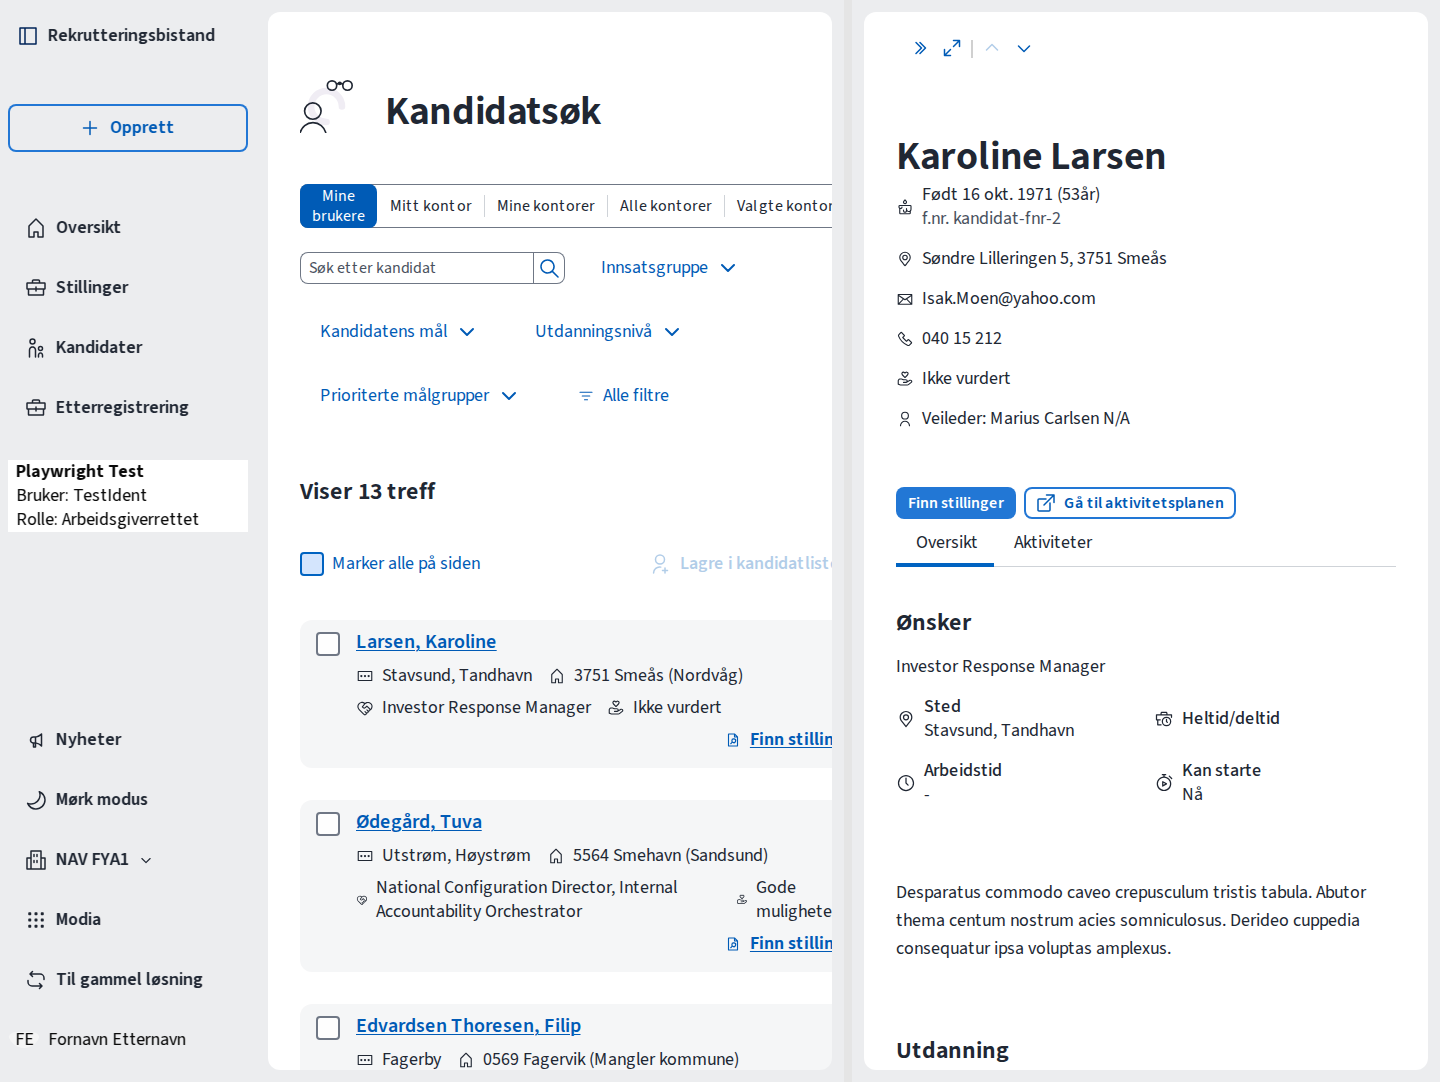 Rekrutteringsbistand
Opprett
Oversikt
Stillinger
Kandidater
Etterregistrering
Playwright Test
Bruker: TestIdent
Rolle: Arbeidsgiverrettet
Nyheter
Mørk modus
NAV FYA1
Modia
Til gammel løsning
FE Fornavn Etternavn
Kandidatsøk
Mine brukere
Mitt kontor
Mine kontorer
Alle kontorer
Valgte kontor
Søk etter kandidat
Innsatsgruppe
Kandidatens mål
Utdanningsnivå
Prioriterte målgrupper
Alle filtre
Viser 13 treff
Marker alle på siden
Lagre i kandidatliste
Larsen, Karoline
Stavsund, Tandhavn 3751 Smeås (Nordvåg)
Investor Response Manager Ikke vurdert
Finn stillin
Ødegård, Tuva
Utstrøm, Høystrøm 5564 Smehavn (Sandsund)
National Configuration Director, Internal Gode
Accountability Orchestrator mulighete
Finn stillin
Edvardsen Thoresen, Filip
Fagerby 0569 Fagervik (Mangler kommune)
Karoline Larsen
Født 16 okt. 1971 (53år)
f.nr. kandidat-fnr-2
Søndre Lilleringen 5, 3751 Smeås
Isak.Moen@yahoo.com
040 15 212
Ikke vurdert
Veileder: Marius Carlsen N/A
Finn stillinger
Gå til aktivitetsplanen
Oversikt
Aktiviteter
Ønsker
Investor Response Manager
Sted
Stavsund, Tandhavn
Heltid/deltid
Arbeidstid
-
Kan starte
Nå
Desparatus commodo caveo crepusculum tristis tabula. Abutor
thema centum nostrum acies somniculosus. Derideo cuppedia
consequatur ipsa voluptas amplexus.
Utdanning